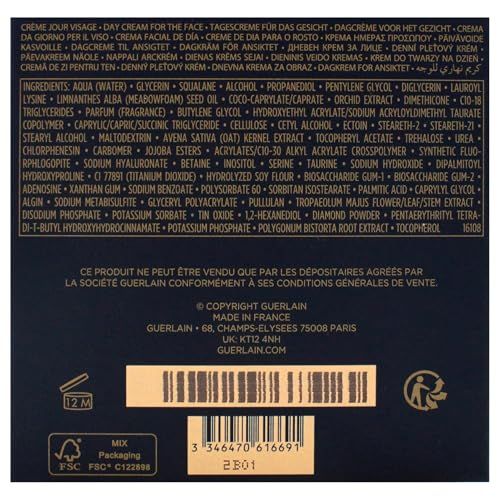 CRÈME JOUR VISAGE • DAY CREAM FOR THE FACE • TAGESCREME FÜR DAS GESICHT • DAGCRÈME VOOR HET GEZICHT • CREMA
DA GIORNO PER IL VISO • CREMA FACIAL DE DÍA • CREME DE DIA PARA O ROSTO • ΚΡΕΜΑ ΗΜΕΡΑΣ ΠΡΟΣΩΠΟΥ • PÄIVÄVOIDE
KASVOILLE • DAGCREME TIL ANSIGTET • DAGKRÄM FÖR ANSIKTET • ДНЕВЕН КРЕМ ЗА ЛИЦЕ • DENNÍ PLEŤOVÝ KRÉM •
PÄEVAKREEM NÄOLE • NAPPALI ARCKRÉM • DIENAS KRĒMS SEJAI • DIENINIS VEIDO KREMAS • KREM DO TWARZY NA DZIEŃ •
CREMĂ DE ZI PENTRU TEN • DENNÝ PLEŤOVÝ KRÉM • DNEVNA KREMA ZA OBRAZ • DAGKREM FOR ANSIKTET • كريم نهاري للوجه
INGREDIENTS: AQUA (WATER) • GLYCERIN • SQUALANE • ALCOHOL • PROPANEDIOL • PENTYLENE GLYCOL • DIGLYCERIN • LAUROYL
LYSINE • LIMNANTHES ALBA (MEADOWFOAM) SEED OIL • COCO-CAPRYLATE/CAPRATE • ORCHID EXTRACT • DIMETHICONE • C10-18
TRIGLYCERIDES • PARFUM (FRAGRANCE) • BUTYLENE GLYCOL • HYDROXYETHYL ACRYLATE/SODIUM ACRYLOYLDIMETHYL TAURATE
COPOLYMER • CAPRYLIC/CAPRIC/SUCCINIC TRIGLYCERIDE • CELLULOSE • CETYL ALCOHOL • ECTOIN • STEARETH-2 • STEARETH-21 •
STEARYL ALCOHOL • MALTODEXTRIN • AVENA SATIVA (OAT) KERNEL EXTRACT • TOCOPHERYL ACETATE • TREHALOSE • UREA •
CHLORPHENESIN • CARBOMER • JOJOBA ESTERS • ACRYLATES/C10-30 ALKYL ACRYLATE CROSSPOLYMER • SYNTHETIC FLUO-
RPHLOGOPITE • SODIUM HYALURONATE • BETAINE • INOSITOL • SERINE • TAURINE • SODIUM HYDROXIDE • DIPALMITOYL
HYDROXYPROLINE • CI 77891 (TITANIUM DIOXIDE) • HYDROLYZED SOY FLOUR • BIOSACCHARIDE GUM-1 • BIOSACCHARIDE GUM-2
ADENOSINE • XANTHAN GUM • SODIUM BENZOATE • POLYSORBATE 60 • SORBITAN ISOSTEARATE • PALMITIC ACID • CAPRYLYL GLYCOL •
ALGIN • SODIUM METABISULFITE • GLYCERYL POLYACRYLATE • PULLULAN • TROPAEOLUM MAJUS FLOWER/LEAF/STEM EXTRACT •
DISODIUM PHOSPHATE • POTASSIUM SORBATE • TIN OXIDE • 1,2-HEXANEDIOL • DIAMOND POWDER • PENTAERYTHRITYL TETRA-
DI-T-BUTYL HYDROXYHYDROCINNAMATE • POTASSIUM PHOSPHATE • POLYGONUM BISTORTA ROOT EXTRACT • TOCOPHEROL 16108
CE PRODUIT NE PEUT ÊTRE VENDU QUE PAR LES DÉPOSITAIRES AGRÉÉS PAR
LA SOCIÉTÉ GUERLAIN CONFORMÉMENT À SES CONDITIONS GÉNÉRALES DE VENTE.
© COPYRIGHT GUERLAIN
MADE IN FRANCE
GUERLAIN • 68, CHAMPS-ELYSEES 75008 PARIS
UK: KT12 4NH
GUERLAIN.COM
12 M
FSC
MIX
Packaging
FSC® C122898
3 346470 616691
2B01